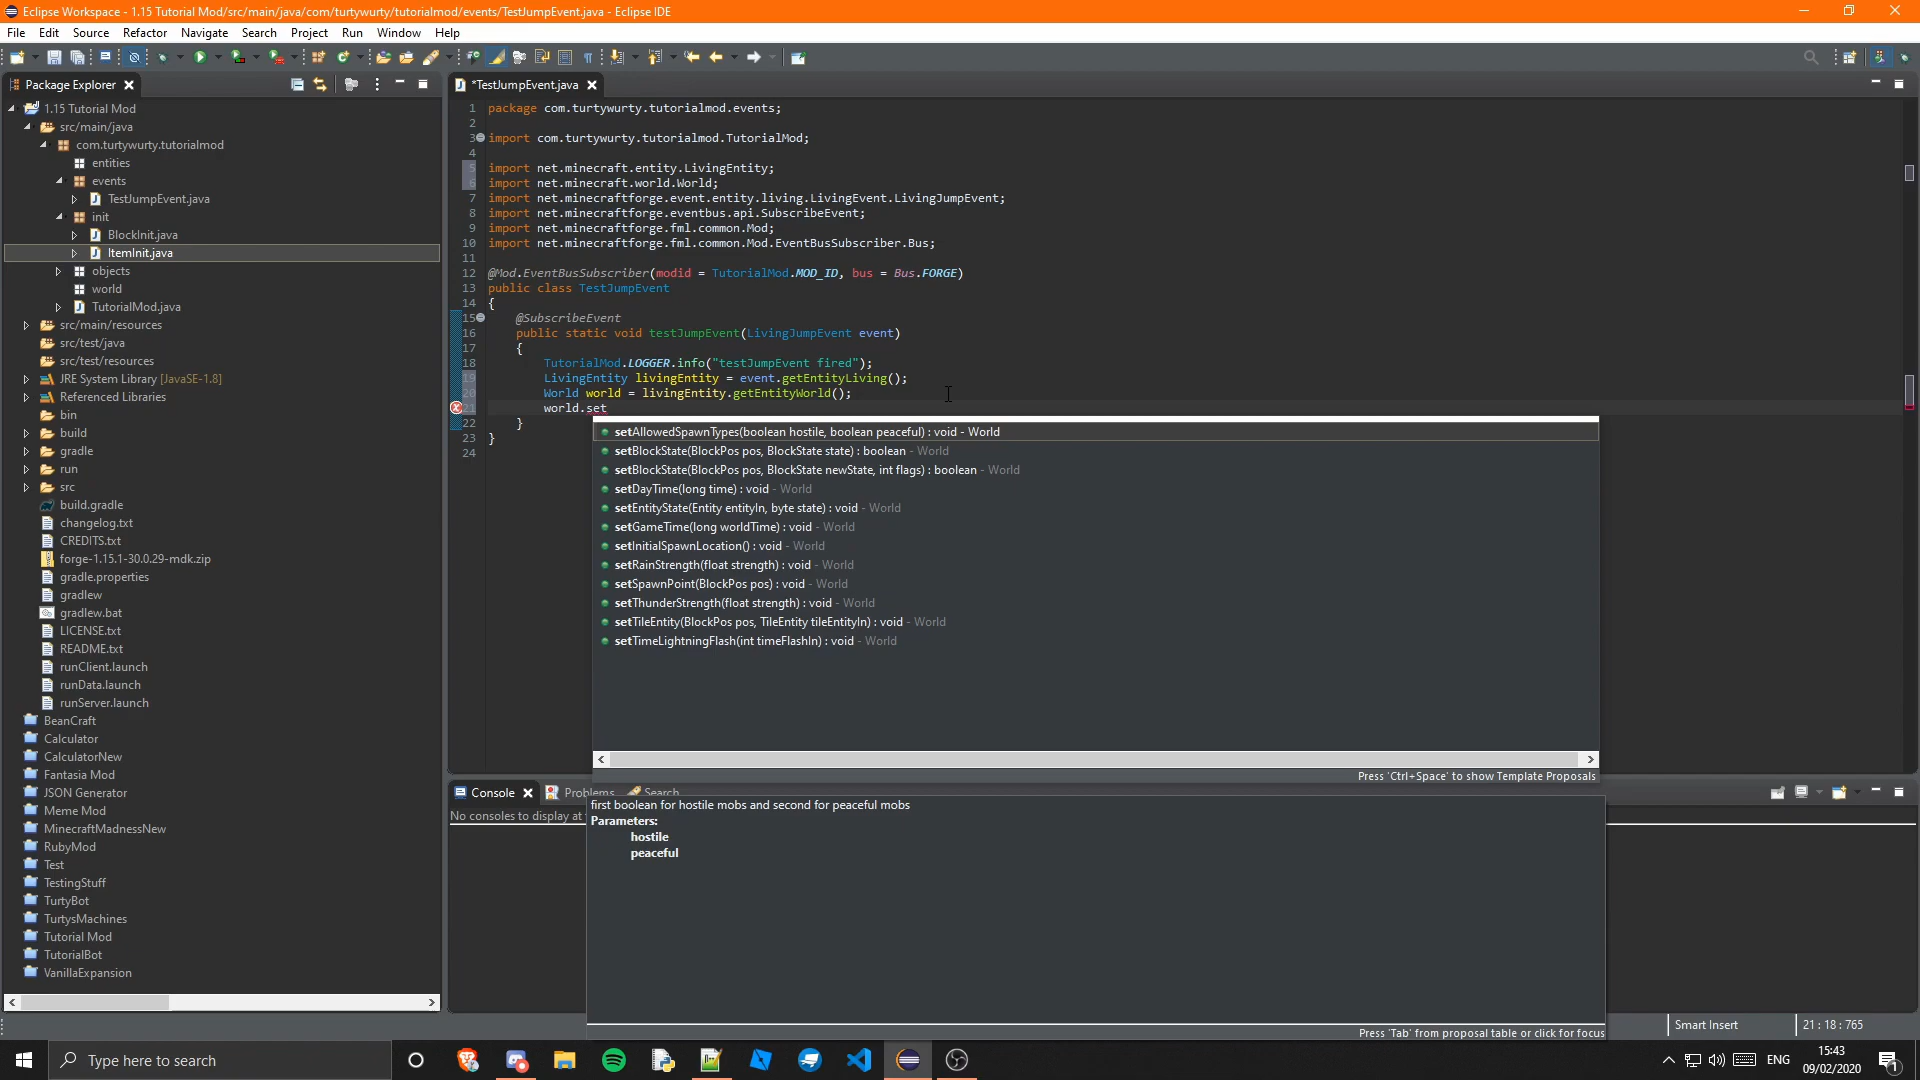 Eclipse Workspace - 1.15 Tutorial Mod/src/main/java/com/turtywurty/tutorialmod/events/TestJumpEvent.java - Eclipse IDE
File Edit Source Refactor Navigate Search Project Run Window Help
Package Explorer
*TestJumpEvent.java
1.15 Tutorial Mod
src/main/java
com.turtywurty.tutorialmod
entities
events
TestJumpEvent.java
init
BlockInit.java
ItemInit.java
objects
world
TutorialMod.java
src/main/resources
src/test/java
src/test/resources
JRE System Library [JavaSE-1.8]
Referenced Libraries
bin
build
gradle
run
src
build.gradle
changelog.txt
CREDITS.txt
forge-1.15.1-30.0.29-mdk.zip
gradle.properties
gradlew
gradlew.bat
LICENSE.txt
README.txt
runClient.launch
runData.launch
runServer.launch
BeanCraft
Calculator
CalculatorNew
Fantasia Mod
JSON Generator
Meme Mod
MinecraftMadnessNew
RubyMod
Test
TestingStuff
TurtyBot
TurtysMachines
Tutorial Mod
TutorialBot
VanillaExpansion
1 package com.turtywurty.tutorialmod.events;
2
3 import com.turtywurty.tutorialmod.TutorialMod;
4
5 import net.minecraft.entity.LivingEntity;
6 import net.minecraft.world.World;
7 import net.minecraftforge.event.entity.living.LivingEvent.LivingJumpEvent;
8 import net.minecraftforge.eventbus.api.SubscribeEvent;
9 import net.minecraftforge.fml.common.Mod;
10 import net.minecraftforge.fml.common.Mod.EventBusSubscriber.Bus;
11
12 @Mod.EventBusSubscriber(modid = TutorialMod.MOD_ID, bus = Bus.FORGE)
13 public class TestJumpEvent
14 {
15 @SubscribeEvent
16 public static void testJumpEvent(LivingJumpEvent event)
17 {
18 TutorialMod.LOGGER.info("testJumpEvent fired");
19 LivingEntity livingEntity = event.getEntityLiving();
20 World world = livingEntity.getEntityWorld();
21 world.set
22 }
23 }
24
setAllowedSpawnTypes(boolean hostile, boolean peaceful) : void - World
setBlockState(BlockPos pos, BlockState state) : boolean - World
setBlockState(BlockPos pos, BlockState newState, int flags) : boolean - World
setDayTime(long time) : void - World
setEntityState(Entity entityIn, byte state) : void - World
setGameTime(long worldTime) : void - World
setInitialSpawnLocation() : void - World
setRainStrength(float strength) : void - World
setSpawnPoint(BlockPos pos) : void - World
setThunderStrength(float strength) : void - World
setTileEntity(BlockPos pos, TileEntity tileEntityIn) : void - World
setTimeLightningFlash(int timeFlashIn) : void - World
Press 'Ctrl+Space' to show Template Proposals
Console Problems Search
No consoles to display at
first boolean for hostile mobs and second for peaceful mobs
Parameters:
hostile
peaceful
Press 'Tab' from proposal table or click for focus
Smart Insert
21 : 18 : 765
Type here to search
ENG
15:43
09/02/2020
1